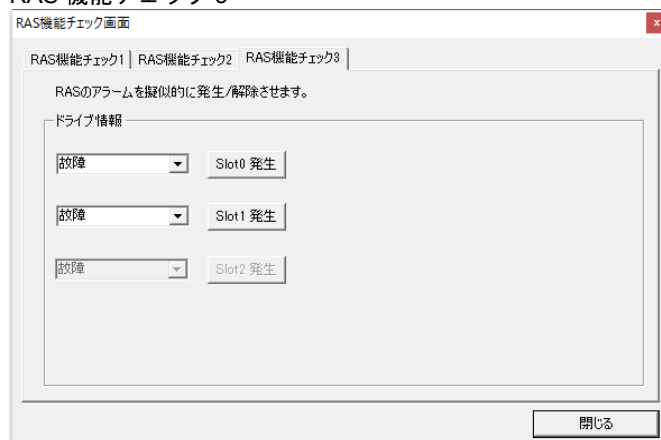 RAS 機能チェック 3
RAS機能チェック画面
x
RAS機能チェック1 RAS機能チェック2 RAS機能チェック3
RASのアラームを擬似的に発生/解除させます。
ドライブ情報
故障 Slot0 発生
故障 Slot1 発生
故障 Slot2 発生
閉じる